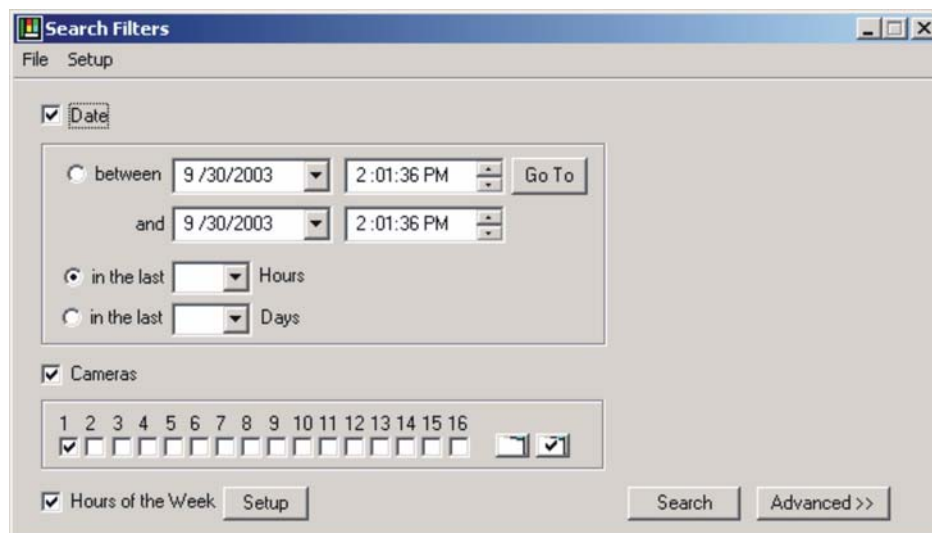 Search Filters
File Setup
Date
between 9 /30/2003 2 :01:36 PM Go To
and 9 /30/2003 2 :01:36 PM
in the last Hours
in the last Days
Cameras
1 2 3 4 5 6 7 8 9 10 11 12 13 14 15 16
Hours of the Week Setup Search Advanced >>